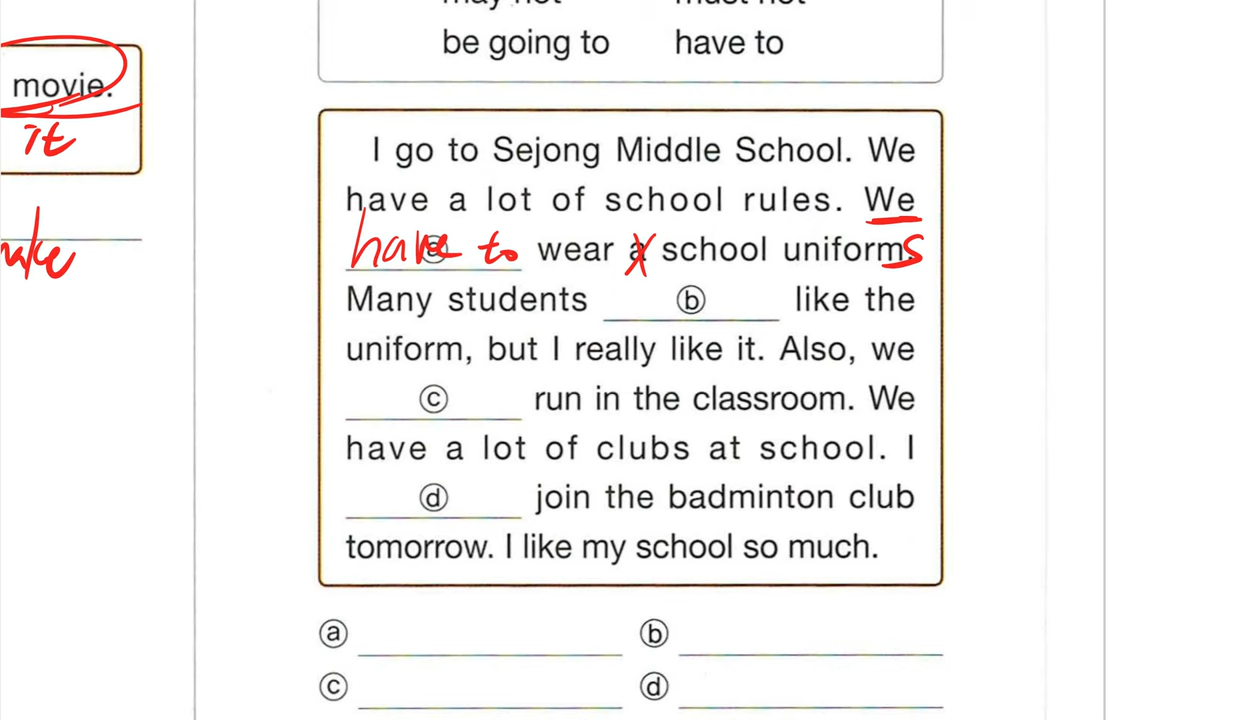 may not must not
be going to have to
movie.
it
make
I go to Sejong Middle School. We
have a lot of school rules. We
have to ⓐ wear a school uniform.s
Many students ⓑ like the
uniform, but I really like it. Also, we
ⓒ run in the classroom. We
have a lot of clubs at school. I
ⓓ join the badminton club
tomorrow. I like my school so much.
ⓐ ⓑ
ⓒ ⓓ